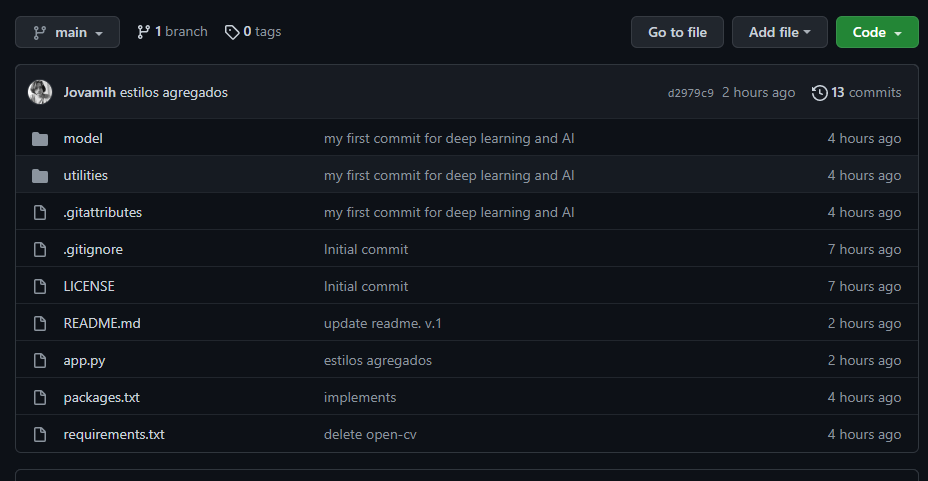 main 1 branch 0 tags Go to file Add file Code
Jovamih estilos agregados d2979c9 2 hours ago 13 commits
model my first commit for deep learning and AI 4 hours ago
utilities my first commit for deep learning and AI 4 hours ago
.gitattributes my first commit for deep learning and AI 4 hours ago
.gitignore Initial commit 7 hours ago
LICENSE Initial commit 7 hours ago
README.md update readme. v.1 2 hours ago
app.py estilos agregados 2 hours ago
packages.txt implements 4 hours ago
requirements.txt delete open-cv 4 hours ago